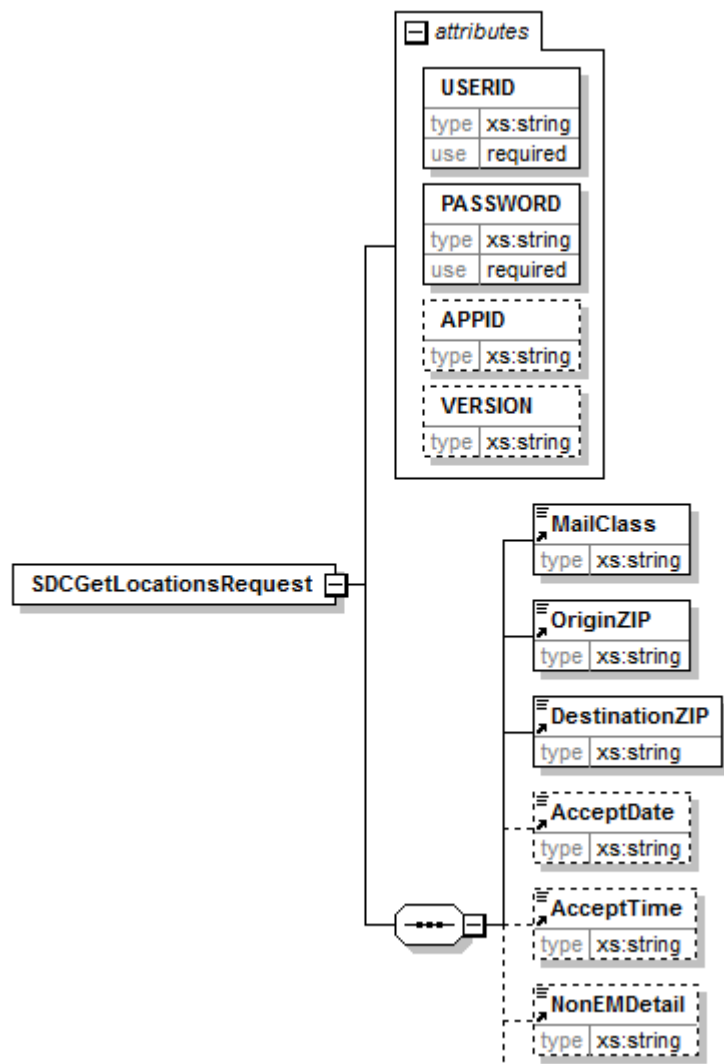 attributes
USERID
type xs:string
use required
PASSWORD
type xs:string
use required
APPID
type xs:string
VERSION
type xs:string
SDCGetLocationsRequest
MailClass
type xs:string
OriginZIP
type xs:string
DestinationZIP
type xs:string
AcceptDate
type xs:string
AcceptTime
type xs:string
NonEMDetail
type xs:string